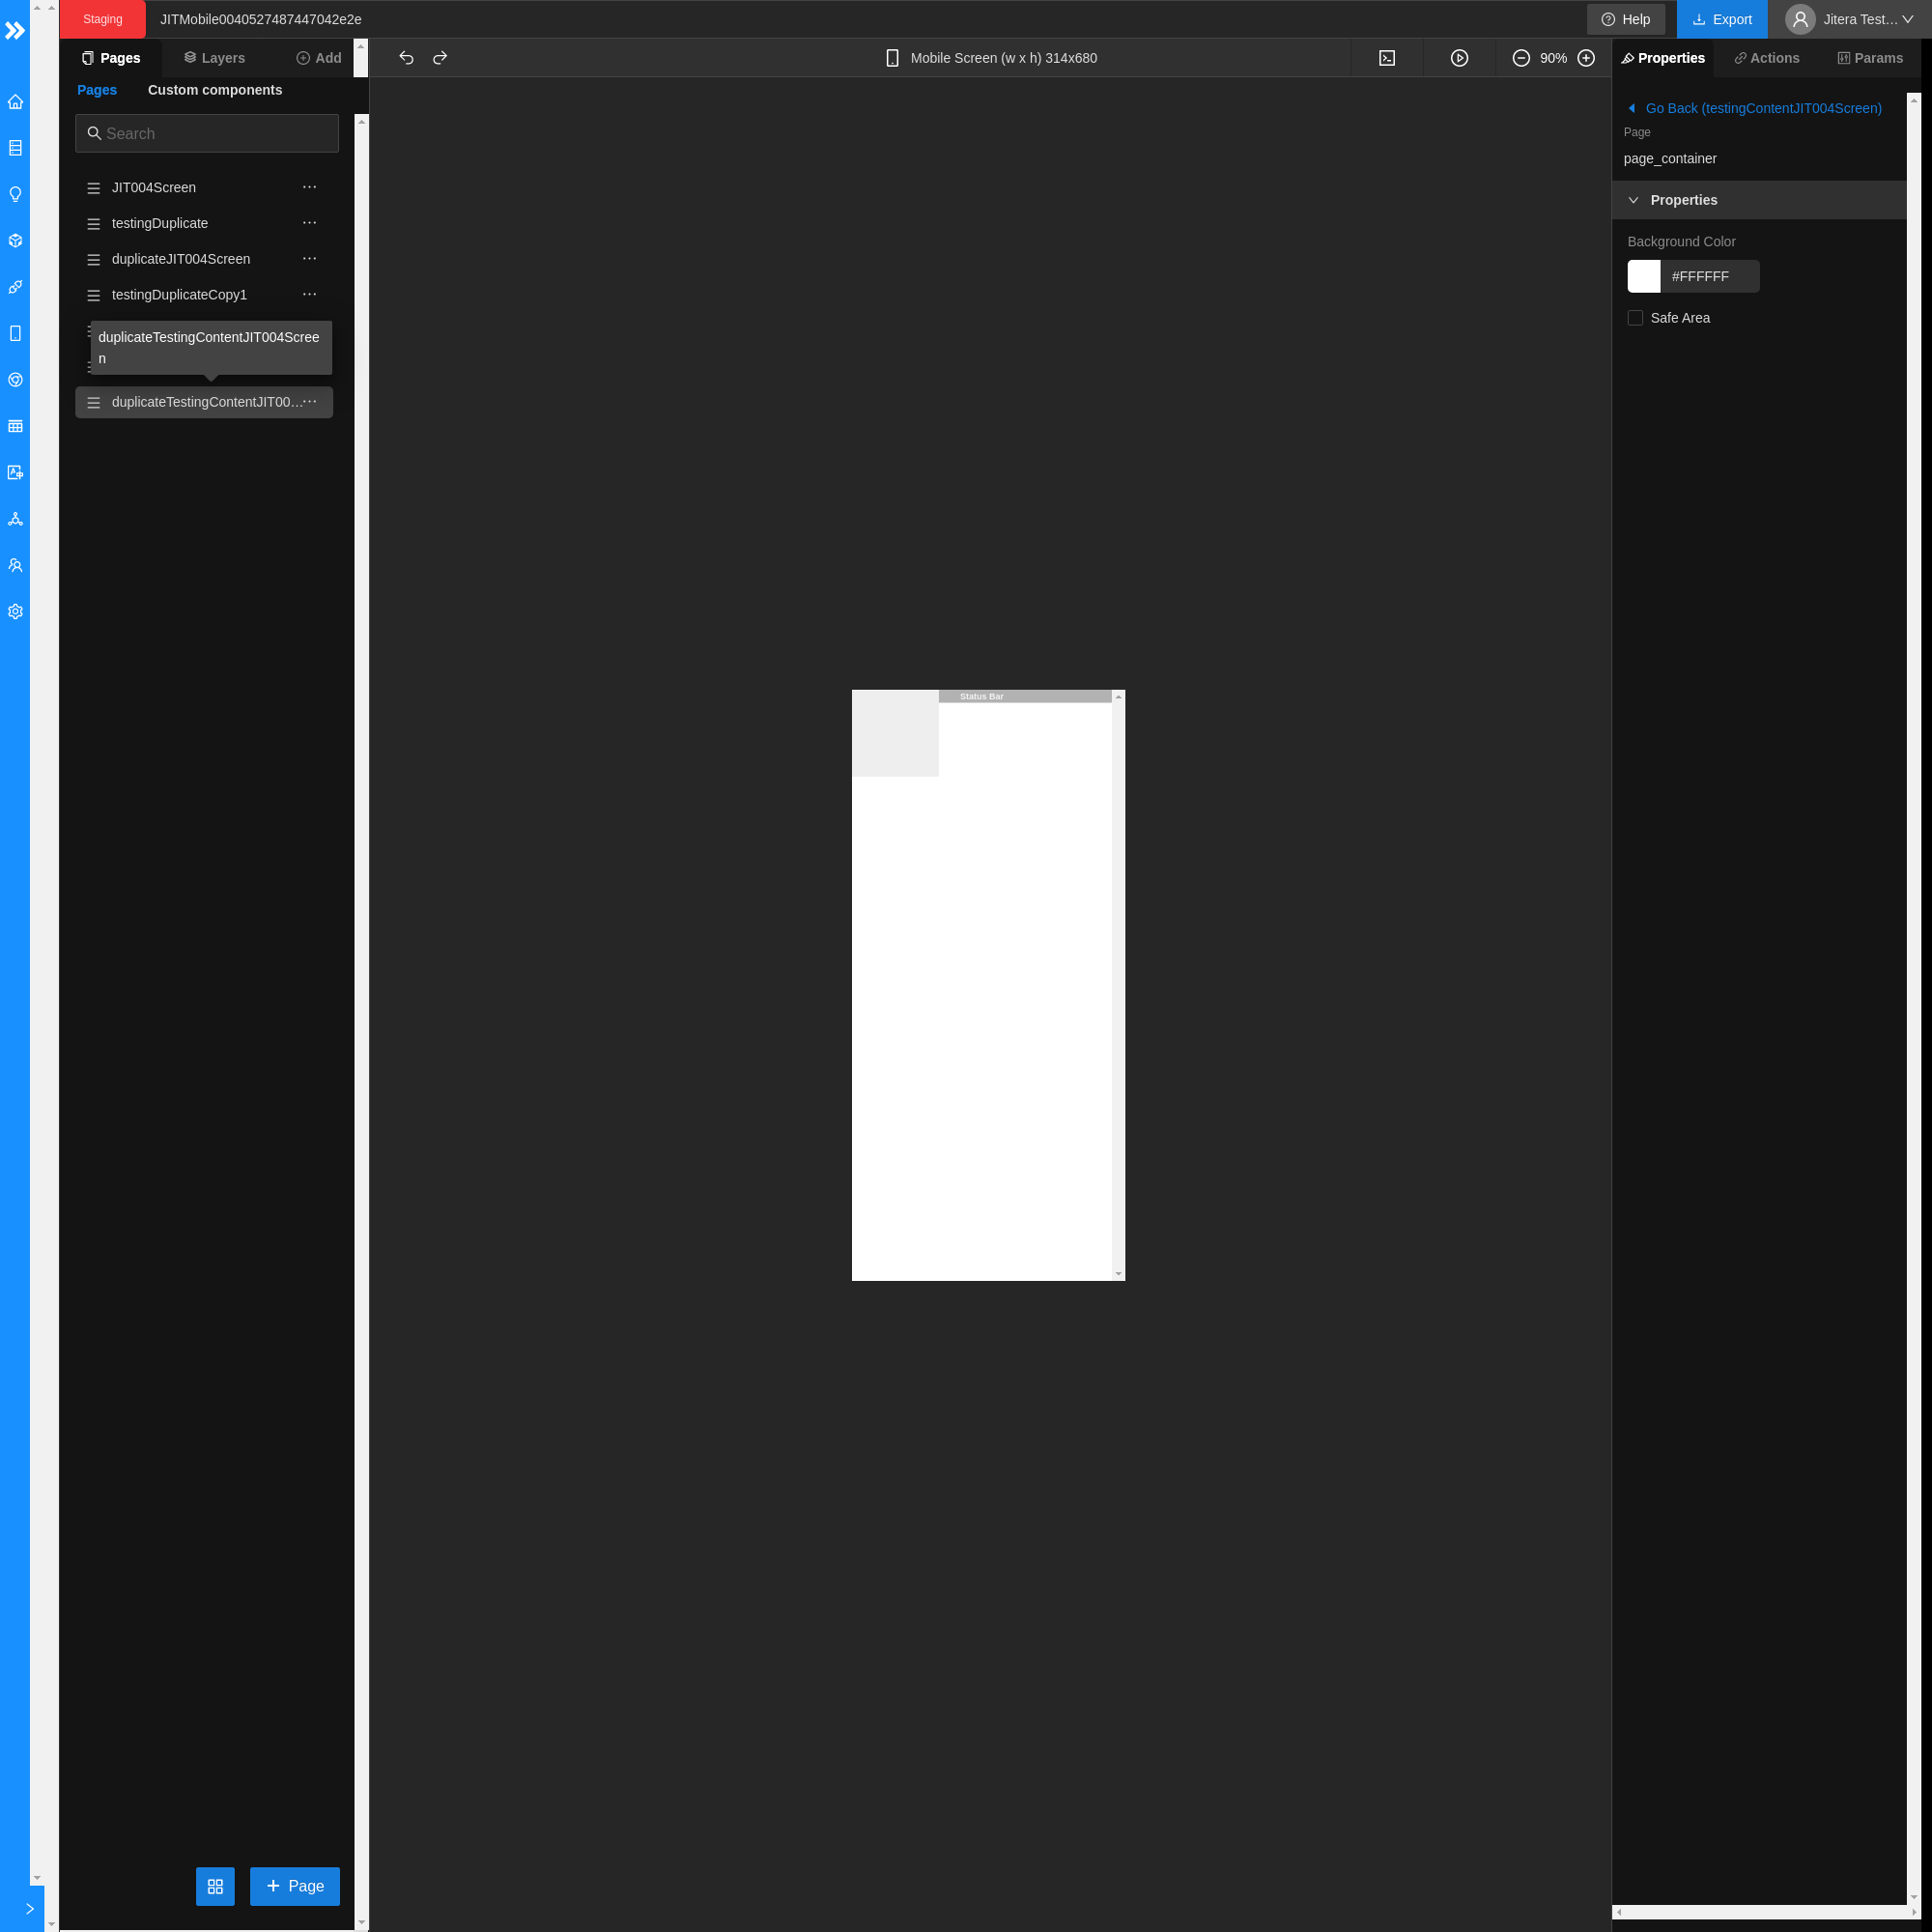 Staging
JITMobile0040527487447042e2e
Help
Export
Jitera Test...
Pages
Layers
Add
Mobile Screen (w x h) 314x680
90%
Properties
Actions
Params
Pages
Custom components
Search
JIT004Screen
testingDuplicate
duplicateJIT004Screen
testingDuplicateCopy1
duplicateTestingContentJIT004Scree
n
duplicateTestingContentJIT00...
Page
Status Bar
Go Back (testingContentJIT004Screen)
Page
page_container
Properties
Background Color
#FFFFFF
Safe Area